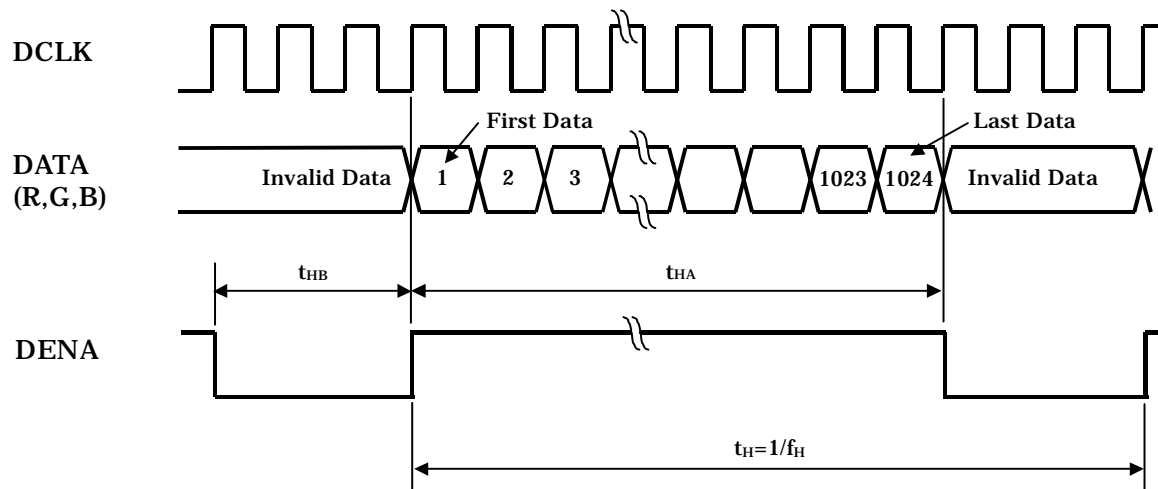 DCLK
First Data
Last Data
DATA
(R,G,B)
Invalid Data
1
2
3
1023
1024
Invalid Data
tHB
tHA
DENA
tH=1/fH